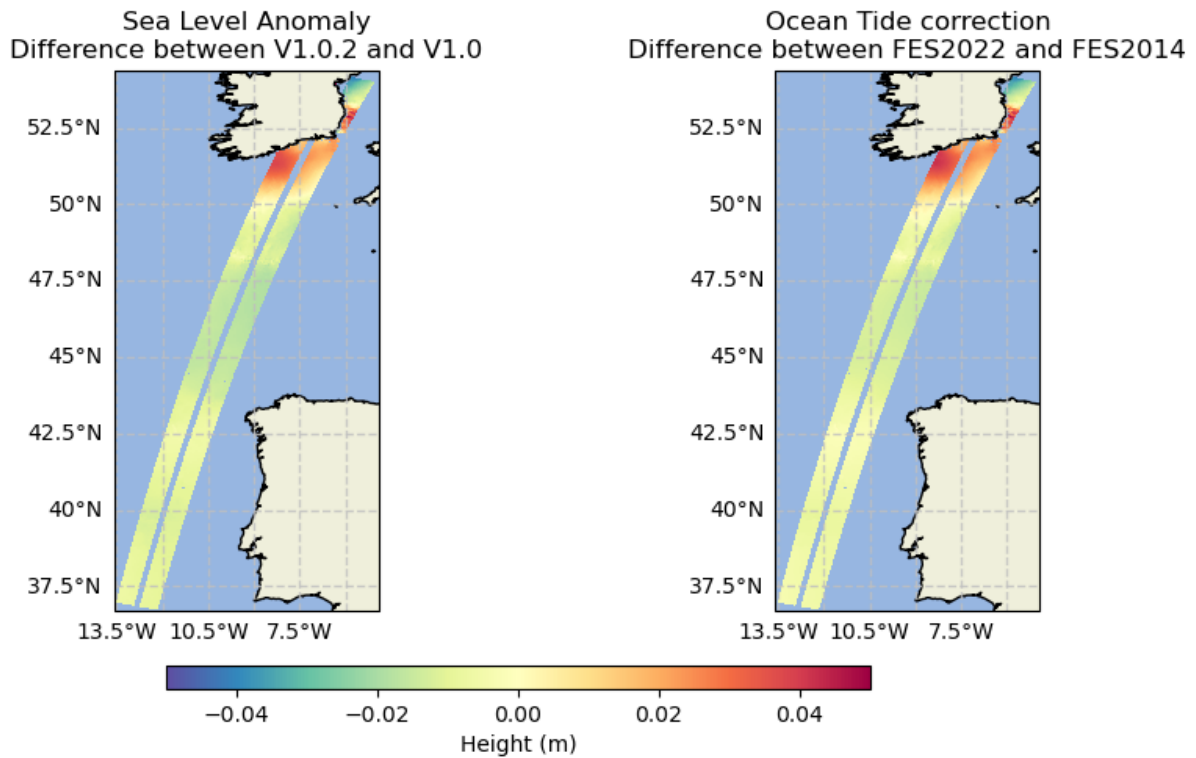 Sea Level Anomaly
Difference between V1.0.2 and V1.0
Ocean Tide correction
Difference between FES2022 and FES2014
52.5°N
50°N
47.5°N
45°N
42.5°N
40°N
37.5°N
13.5°W 10.5°W 7.5°W
52.5°N
50°N
47.5°N
45°N
42.5°N
40°N
37.5°N
13.5°W 10.5°W 7.5°W
−0.04 −0.02 0.00 0.02 0.04
Height (m)